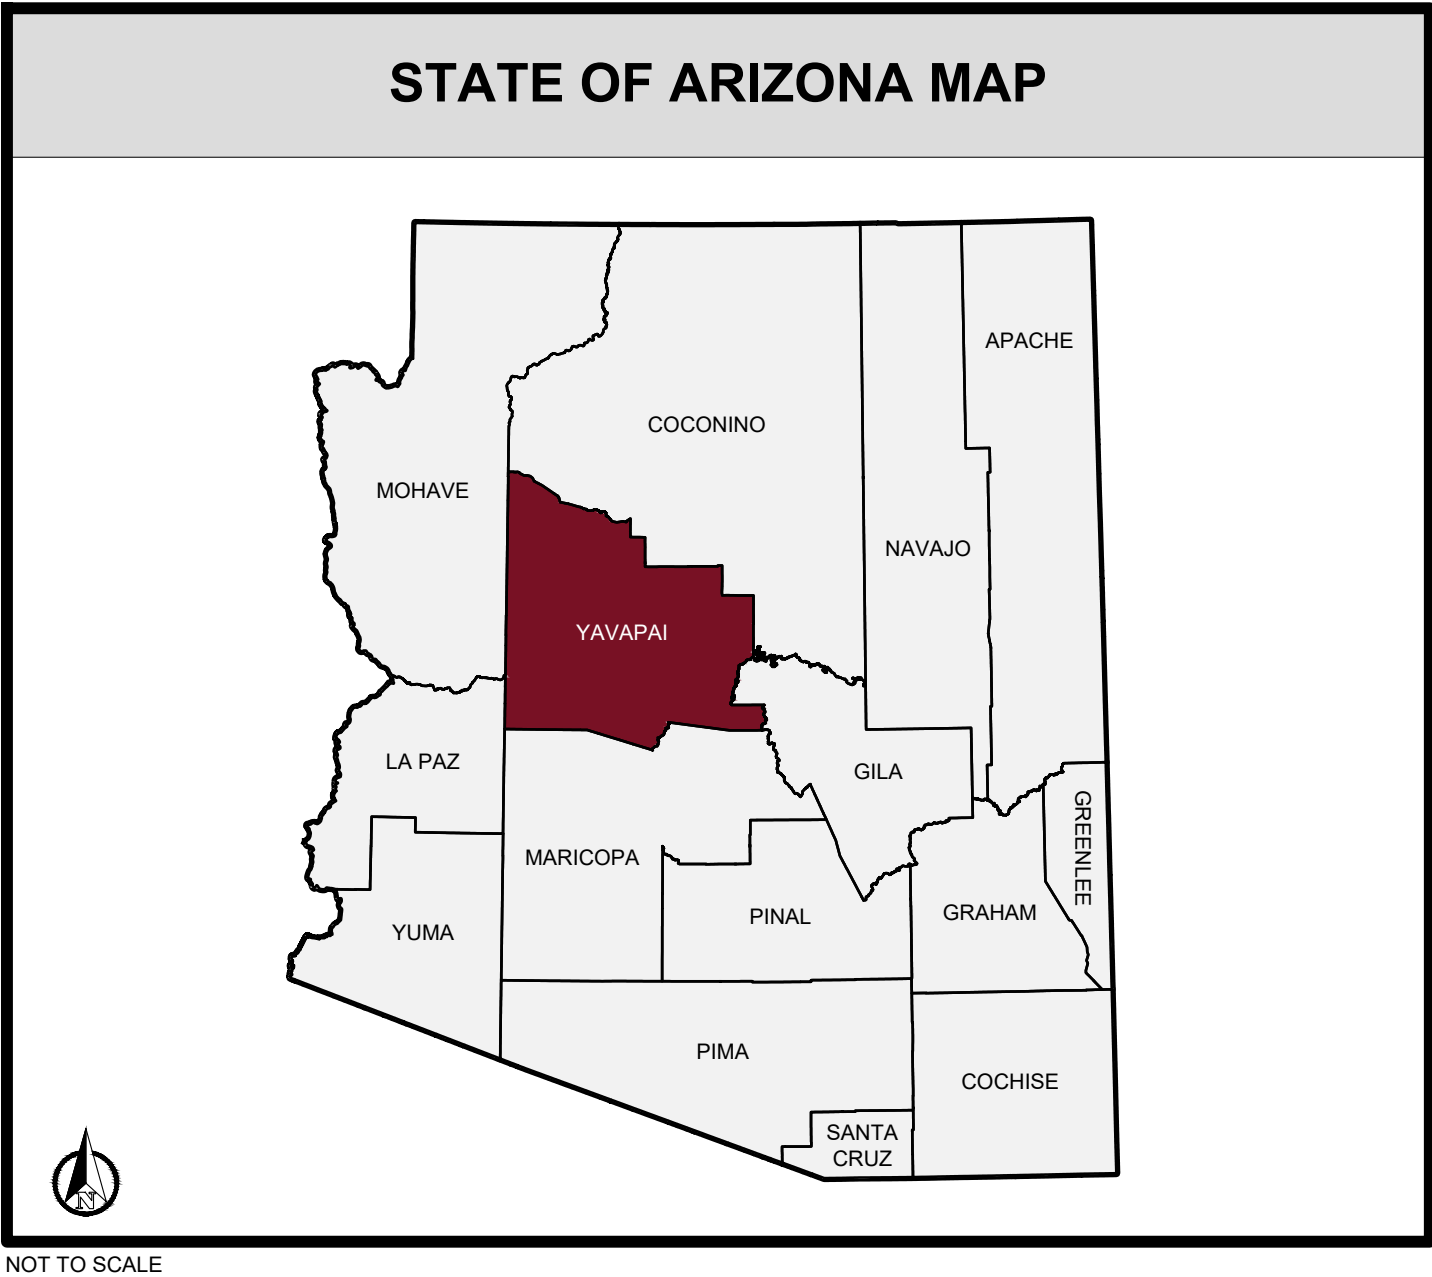 STATE OF ARIZONA MAP
APACHE
COCONINO
MOHAVE
NAVAJO
YAVAPAI
LA PAZ
GILA
GREENLEE
MARICOPA
PINAL
GRAHAM
YUMA
PIMA
COCHISE
SANTA
CRUZ
N
NOT TO SCALE